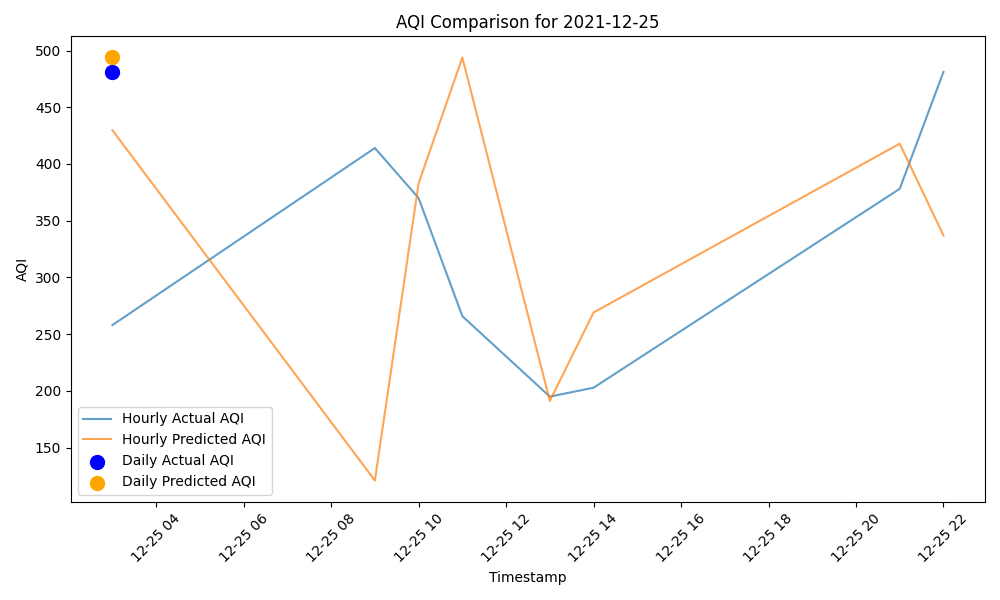 AQI Comparison for 2021-12-25
500
450
400
350
300
250
200
150
AQI
Hourly Actual AQI
Hourly Predicted AQI
Daily Actual AQI
Daily Predicted AQI
12-25 04
12-25 06
12-25 08
12-25 10
12-25 12
12-25 14
12-25 16
12-25 18
12-25 20
12-25 22
Timestamp